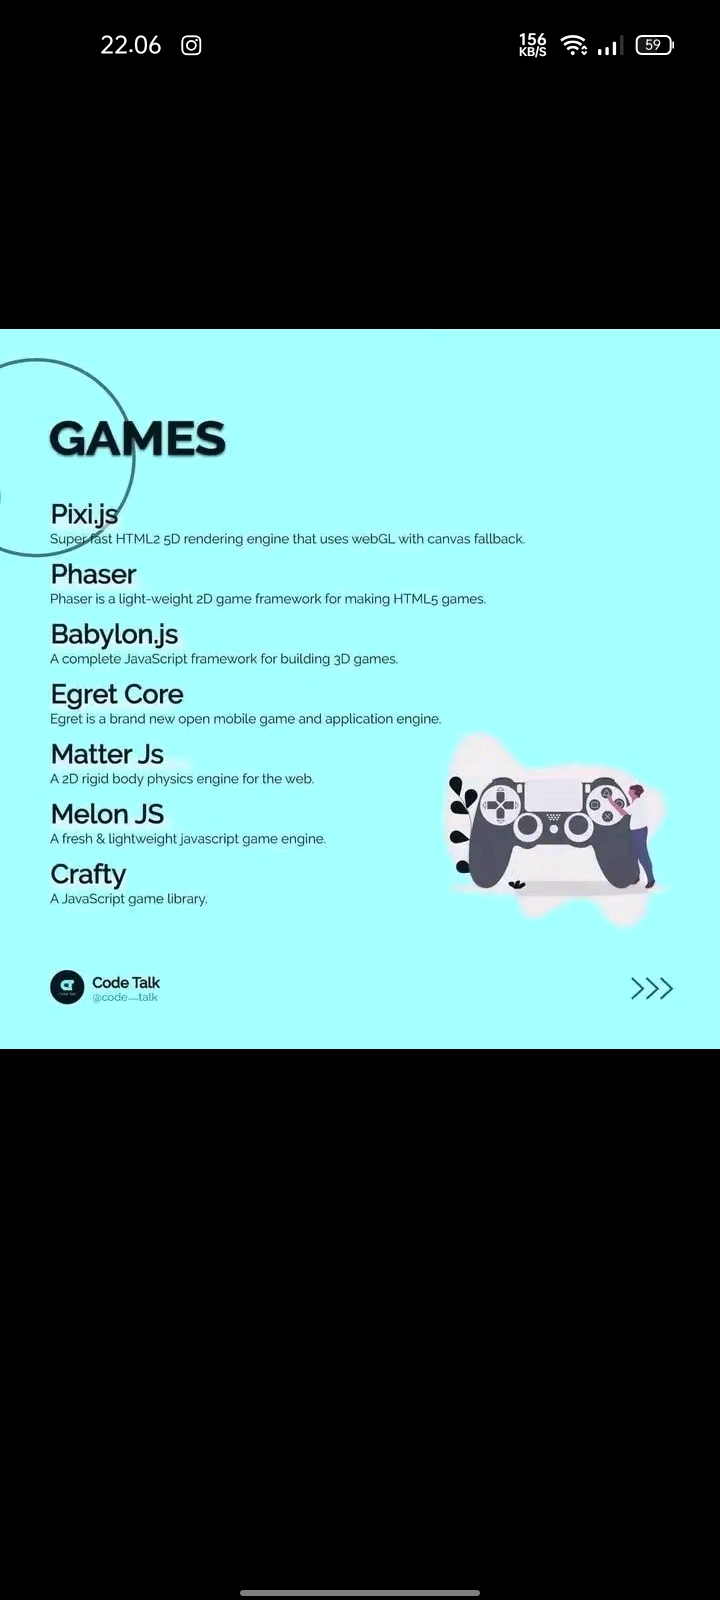 22.06
156
KB/S
59
GAMES
Pixi.js
Super fast HTML2 5D rendering engine that uses webGL with canvas fallback.
Phaser
Phaser is a light-weight 2D game framework for making HTML5 games.
Babylon.js
A complete JavaScript framework for building 3D games.
Egret Core
Egret is a brand new open mobile game and application engine.
Matter Js
A 2D rigid body physics engine for the web.
Melon JS
A fresh & lightweight javascript game engine.
Crafty
A JavaScript game library.
CT
Code Talk
@code__talk